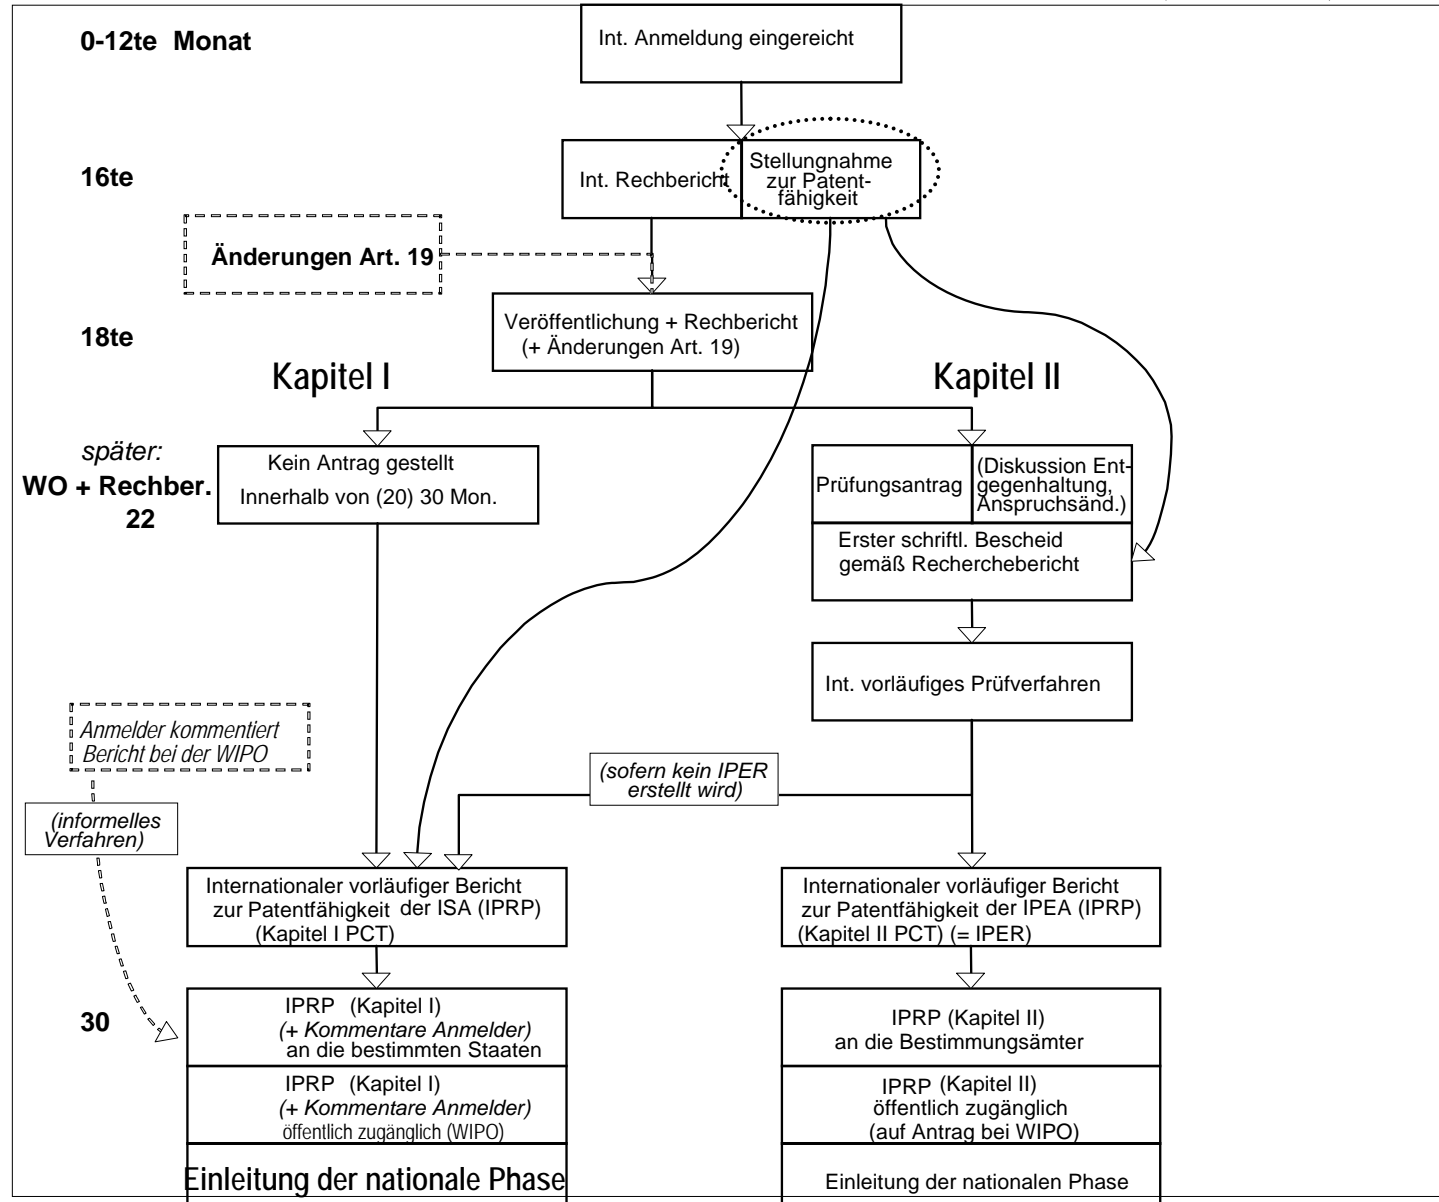 0-12te Monat
Int. Anmeldung eingereicht
16te
Int. Rechbericht
Stellungnahme
zur Patent-
fähigkeit
Änderungen Art. 19
18te
Veröffentlichung + Rechbericht
(+ Änderungen Art. 19)
Kapitel I
Kapitel II
später:
WO + Rechber.
22
Kein Antrag gestellt
Innerhalb von (20) 30 Mon.
Prüfungsantrag
(Diskussion Ent-
gegenhaltung,
Anspruchsänd.)
Erster schriftl. Bescheid
gemäß Recherchebericht
Int. vorläufiges Prüfverfahren
Anmelder kommentiert
Bericht bei der WIPO
(informelles
Verfahren)
(sofern kein IPER
erstellt wird)
Internationaler vorläufiger Bericht
zur Patentfähigkeit der ISA (IPRP)
(Kapitel I PCT)
Internationaler vorläufiger Bericht
zur Patentfähigkeit der IPEA (IPRP)
(Kapitel II PCT) (= IPER)
30
IPRP (Kapitel I)
(+ Kommentare Anmelder)
an die bestimmten Staaten
IPRP (Kapitel II)
an die Bestimmungsämter
IPRP (Kapitel I)
(+ Kommentare Anmelder)
öffentlich zugänglich (WIPO)
IPRP (Kapitel II)
öffentlich zugänglich
(auf Antrag bei WIPO)
Einleitung der nationale Phase
Einleitung der nationalen Phase